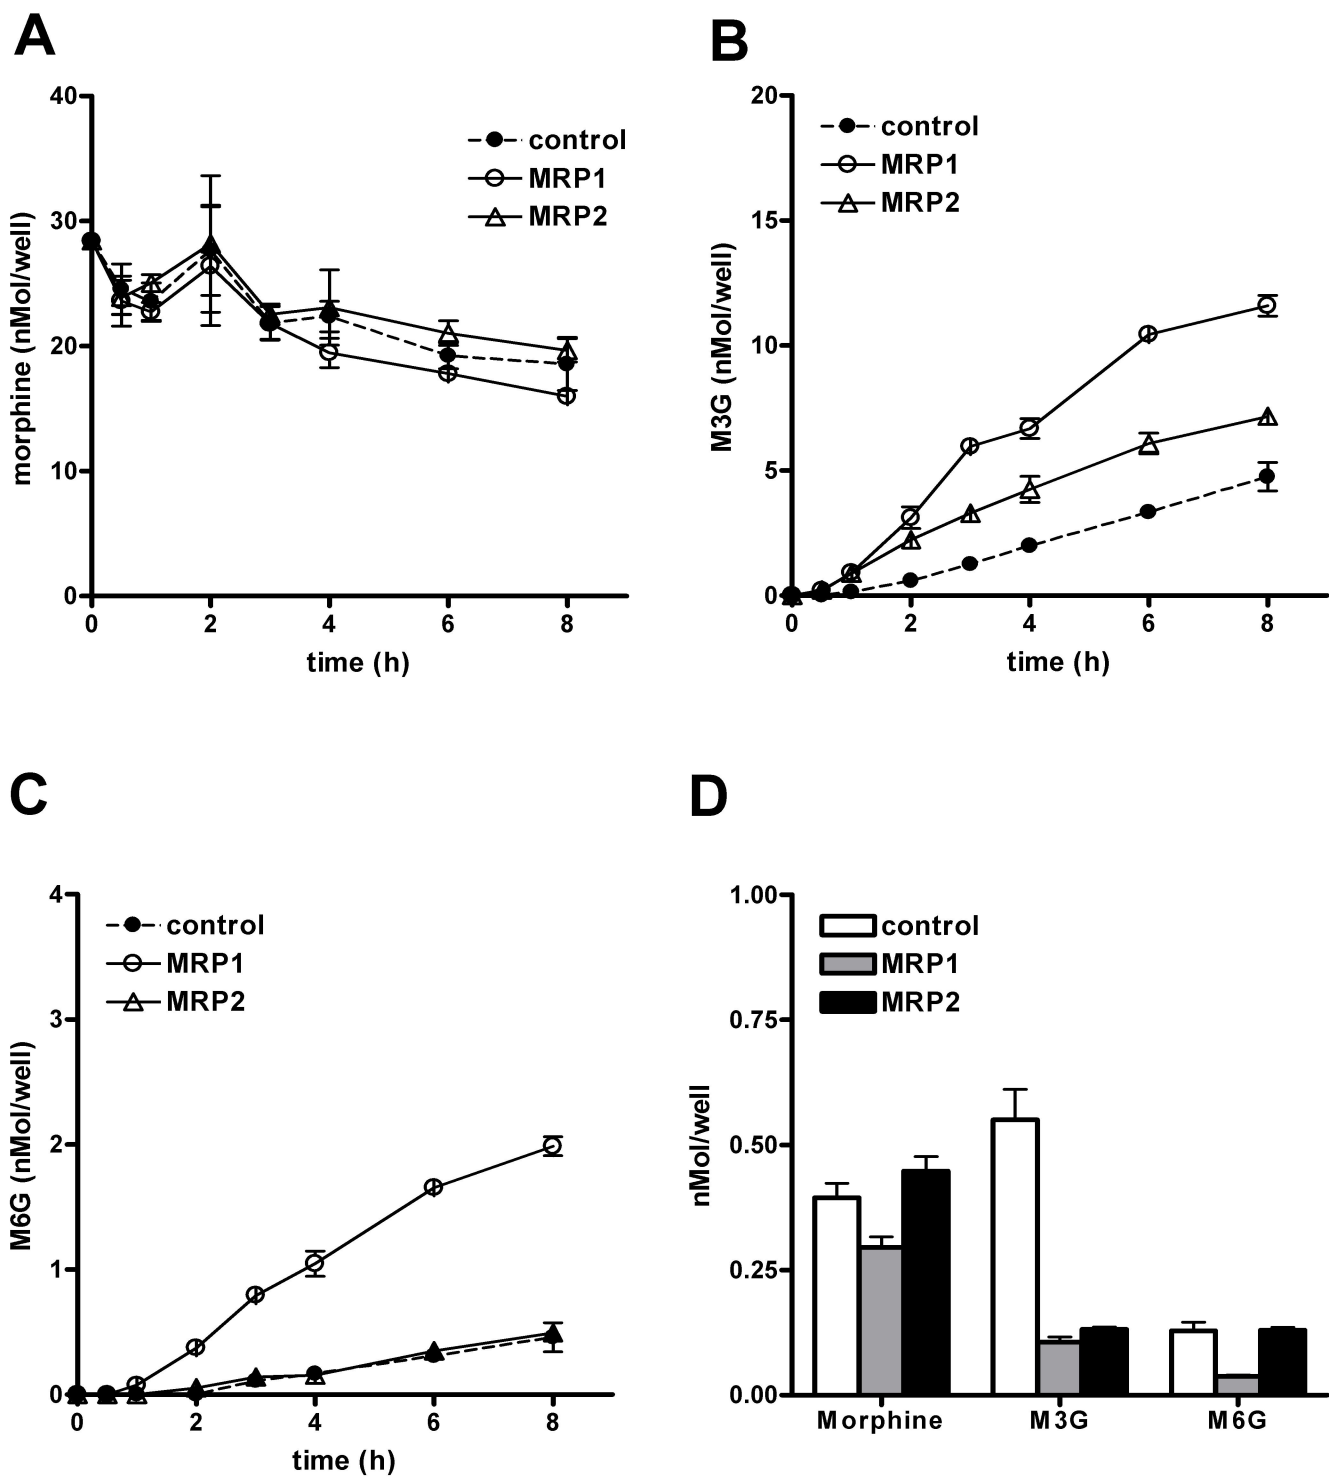 A
morphine (nMol/well)
40
30
20
10
0
control
MRP1
MRP2
0 2 4 6 8
time (h)
B
M3G (nMol/well)
20
15
10
5
0
control
MRP1
MRP2
0 2 4 6 8
time (h)
C
M6G (nMol/well)
4
3
2
1
0
control
MRP1
MRP2
0 2 4 6 8
time (h)
D
nMol/well
1.00
0.75
0.50
0.25
0.00
control
MRP1
MRP2
Morphine M3G M6G